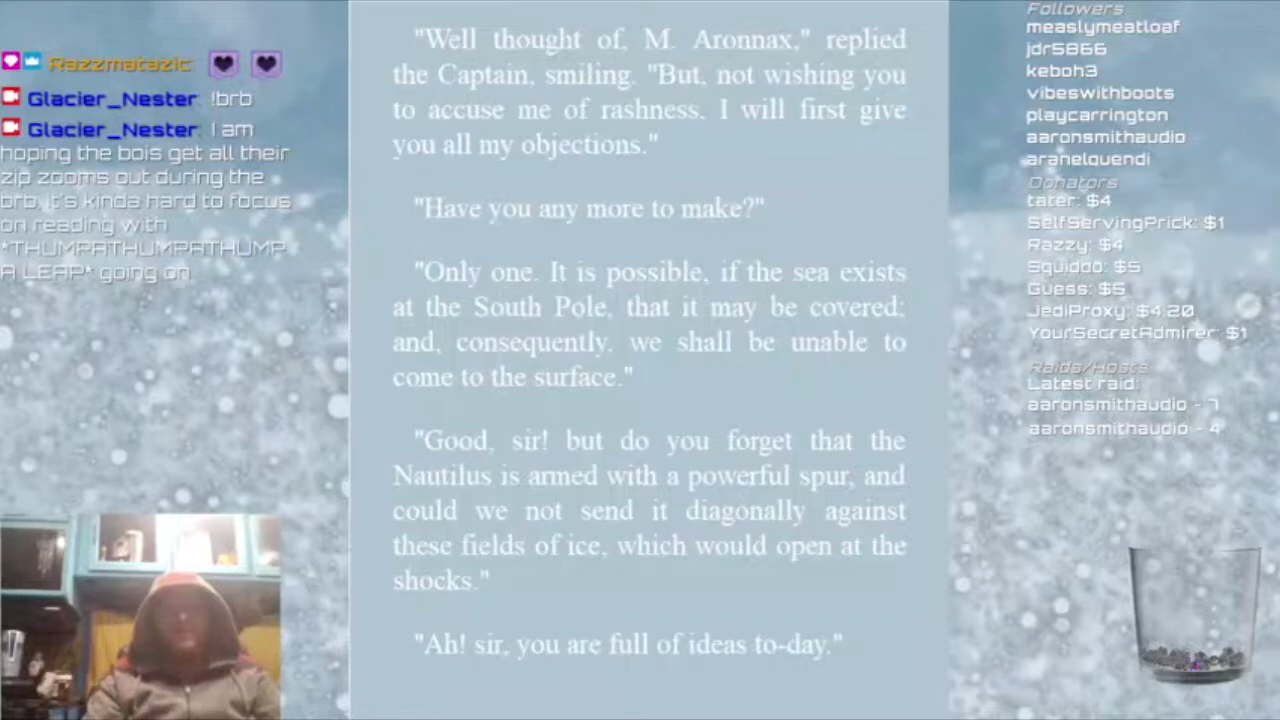 Razzmatazic
Glacier_Nester: !brb
Glacier_Nester: I am
hoping the bois get all their
zip zooms out during the
brb, it's kinda hard to focus
on reading with
*THUMPATHUMPATHUMP
A LEAP* going on
"Well thought of, M. Aronnax," replied
the Captain, smiling. "But, not wishing you
to accuse me of rashness, I will first give
you all my objections."
"Have you any more to make?"
"Only one. It is possible, if the sea exists
at the South Pole, that it may be covered;
and, consequently, we shall be unable to
come to the surface."
"Good, sir! but do you forget that the
Nautilus is armed with a powerful spur, and
could we not send it diagonally against
these fields of ice, which would open at the
shocks."
"Ah! sir, you are full of ideas to-day."
Followers
measlymeatloaf
jdr5866
keboh3
vibeswithboots
playcarrington
aaronsmithaudio
aranelquendi
Donators
tater: $4
SelfServingPrick: $1
Razzy: $4
Squidoo: $5
Guess: $5
JediProxy: $4.20
YourSecretAdmirer: $1
Raids/Hosts
Latest raid:
aaronsmithaudio - 7
aaronsmithaudio - 4